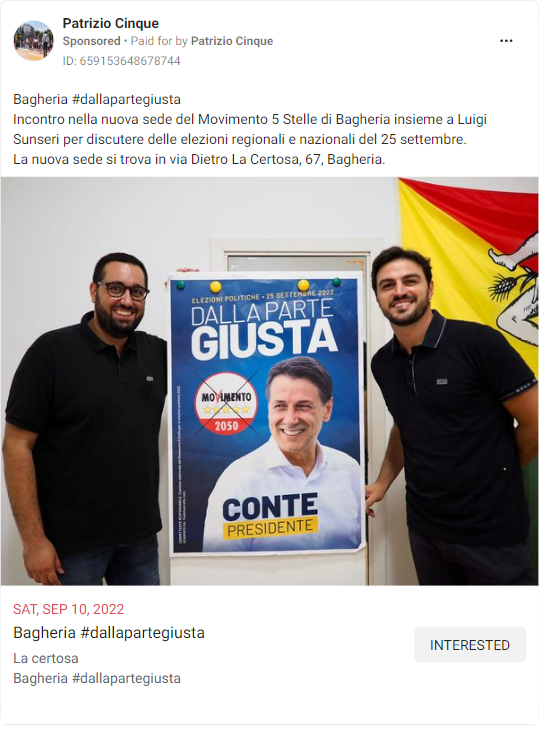 Patrizio Cinque
Sponsored • Paid for by Patrizio Cinque
ID: 659153648678744
Bagheria #dallapartegiusta
Incontro nella nuova sede del Movimento 5 Stelle di Bagheria insieme a Luigi
Sunseri per discutere delle elezioni regionali e nazionali del 25 settembre.
La nuova sede si trova in via Dietro La Certosa, 67, Bagheria.
ELEZIONI POLITICHE • 25 SETTEMBRE 2022
DALLA PARTE
GIUSTA
MOVIMENTO
2050
CONTE
PRESIDENTE
SAT, SEP 10, 2022
Bagheria #dallapartegiusta
La certosa
Bagheria #dallapartegiusta
INTERESTED